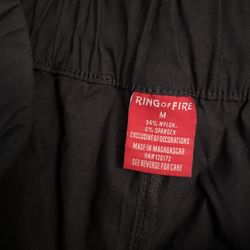 RING OF FIRE
M
94% NYLON,
6% SPANDEX
EXCLUSIVE OF DECORATIONS
MADE IN MADAGASCAR
RN# 120172
SEE REVERSE FOR CARE